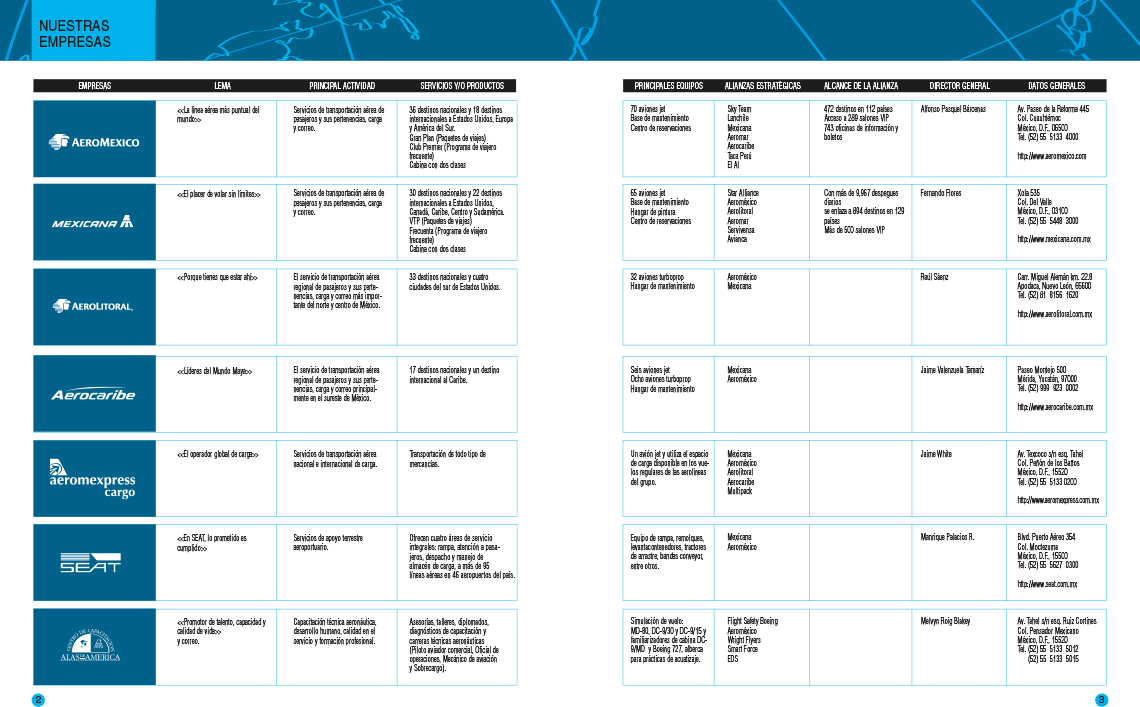 NUESTRAS
EMPRESAS
EMPRESAS LEMA PRINCIPAL ACTIVIDAD SERVICIOS Y/O PRODUCTOS PRINCIPALES EQUIPOS ALIANZAS ESTRATÉGICAS ALCANCE DE LA ALIANZA DIRECTOR GENERAL DATOS GENERALES
AEROMEXICO
<<La línea aérea más puntual del
mundo>>
Servicios de transportación aérea de
pasajeros y sus pertenencias, carga
y correo.
36 destinos nacionales y 18 destinos
internacionales a Estados Unidos, Europa
y América del Sur.
Gran Plan (Paquetes de viajes)
Club Premier (Programa de viajero
frecuente)
Cabina con dos clases
70 aviones jet
Base de mantenimiento
Centro de reservaciones
Sky Team
Lanchile
Mexicana
Aeromar
Aerocaribe
Taca Perú
El Al
472 destinos en 112 países
Acceso a 289 salones VIP
743 oficinas de información y
boletos
Alfonso Pasquel Bárcenas
Av. Paseo de la Reforma 445
Col. Cuauhtémoc
México, D.F., 06500
Tel. (52) 55 5133 4000
http://www.aeromexico.com
MEXICANA
<<El placer de volar sin límites>>
Servicios de transportación aérea de
pasajeros y sus pertenencias, carga
y correo.
30 destinos nacionales y 22 destinos
internacionales a Estados Unidos,
Canadá, Caribe, Centro y Sudamérica.
VTP (Paquetes de viajes)
Frecuenta (Programa de viajero
frecuente)
Cabina con dos clases
65 aviones jet
Base de mantenimiento
Hangar de pintura
Centro de reservaciones
Star Alliance
Aeroméxico
Aerolitoral
Aeromar
Servivensa
Avianca
Con más de 9,967 despegues
diarios
se enlaza a 894 destinos en 129
países
Más de 500 salones VIP
Fernando Flores
Xola 535
Col. Del Valle
México, D.F., 03100
Tel. (52) 55 5448 3000
http://www.mexicana.com.mx
AEROLITORAL
<<Porque tienes que estar ahí>>
El servicio de transportación aérea
regional de pasajeros y sus perte-
nencias, carga y correo más impor-
tante del norte y centro de México.
33 destinos nacionales y cuatro
ciudades del sur de Estados Unidos.
32 aviones turboprop
Hangar de mantenimiento
Aeroméxico
Mexicana
Raúl Sáenz
Carr. Miguel Alemán km. 22.8
Apodaca, Nuevo León, 66600
Tel. (52) 81 8156 1620
http://www.aerolitoral.com.mx
Aerocaribe
<<Líderes del Mundo Maya>>
El servicio de transportación aérea
regional de pasajeros y sus perte-
nencias, carga y correo principal-
mente en el sureste de México.
17 destinos nacionales y un destino
internacional al Caribe.
Seis aviones jet
Ocho aviones turboprop
Hangar de mantenimiento
Mexicana
Aeroméxico
Jaime Valenzuela Tamaríz
Paseo Montejo 500
Mérida, Yucatán, 97000
Tel. (52) 999 923 0002
http://www.aerocaribe.com.mx
aeromexpress
cargo
<<El operador global de carga>>
Servicios de transportación aérea
nacional e internacional de carga.
Transportación de todo tipo de
mercancías.
Un avión jet y utiliza el espacio
de carga disponible en los vue-
los regulares de las aerolíneas
del grupo.
Mexicana
Aeroméxico
Aerolitoral
Aerocaribe
Multipack
Jaime White
Av. Texcoco s/n esq. Tahel
Col. Peñón de los Baños
México, D.F., 15520
Tel. (52) 55 5133 0200
http://www.aeromexpress.com.mx
SEAT
<<En SEAT, lo prometido es
cumplido>>
Servicios de apoyo terrestre
aeroportuario.
Ofrecen cuatro áreas de servicio
integrales: rampa, atención a pasa-
jeros, despacho y manejo de
almacén de carga, a más de 95
líneas aéreas en 46 aeropuertos del país.
Equipo de rampa, remolques,
levantacontenedores, tractores
de arrastre, bandas conveyor,
entre otros.
Mexicana
Aeroméxico
Manrique Palacios R.
Blvd. Puerto Aéreo 354
Col. Moctezuma
México, D.F., 15500
Tel. (52) 55 5627 0300
http://www.seat.com.mx
CENTRO DE CAPACITACION
ALAS DE AMERICA
<<Promotor de talento, capacidad y
calidad de vida>>
y correo.
Capacitación técnica aeronáutica,
desarrollo humano, calidad en el
servicio y formación profesional.
Asesorías, talleres, diplomados,
diagnósticos de capacitación y
carreras técnicas aeronáuticas
(Piloto aviador comercial, Oficial de
operaciones, Mecánico de aviación
y Sobrecargo).
Simulación de vuelo:
MD-80, DC-9/30 y DC-9/15 y
familiarizadores de cabina DC-
9/MD y Boeing 727, alberca
para prácticas de acuatizaje.
Flight Safety Boeing
Aeroméxico
Wright Flyers
Smart Force
EDS
Melvyn Roig Blakey
Av. Tahel s/n esq. Ruiz Cortines
Col. Pensador Mexicano
México, D.F., 15520
Tel. (52) 55 5133 5012
(52) 55 5133 5015
2
3